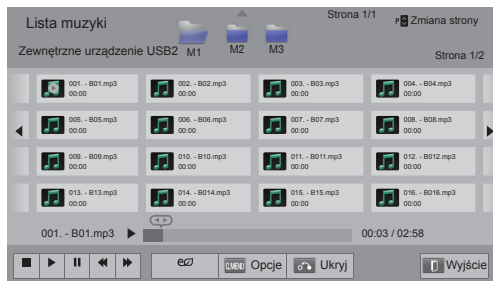 Lista muzyki
Strona 1/1
P Zmiana strony
Zewnętrzne urządzenie USB2
M1
M2
M3
Strona 1/2
001. - B01.mp3
00:00
002. - B02.mp3
00:00
003. - B03.mp3
00:00
004. - B04.mp3
00:00
005. - B05.mp3
00:00
006. - B06.mp3
00:00
007. - B07.mp3
00:00
008. - B08.mp3
00:00
009. - B09.mp3
00:00
010. - B10.mp3
00:00
011. - B011.mp3
00:00
012. - B12.mp3
00:00
013. - B13.mp3
00:00
014. - B014.mp3
00:00
015. - B15.mp3
00:00
016. - B016.mp3
00:00
001. - B01.mp3
00:03 / 02:58
Q.MENU Opcje
Ukryj
Wyjście